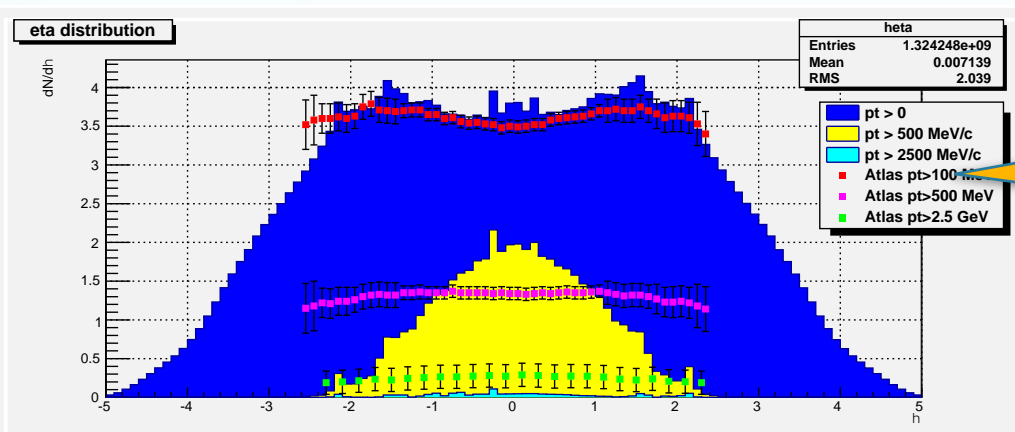 eta distribution
heta
Entries 1.324248e+09
Mean 0.007139
RMS 2.039
dN/dh
pt > 0
pt > 500 MeV/c
pt > 2500 MeV/c
Atlas pt>100
Atlas pt>500 MeV
Atlas pt>2.5 GeV
4
3.5
3
2.5
2
1.5
1
0.5
0
-5 -4 -3 -2 -1 0 1 2 3 4 5
h